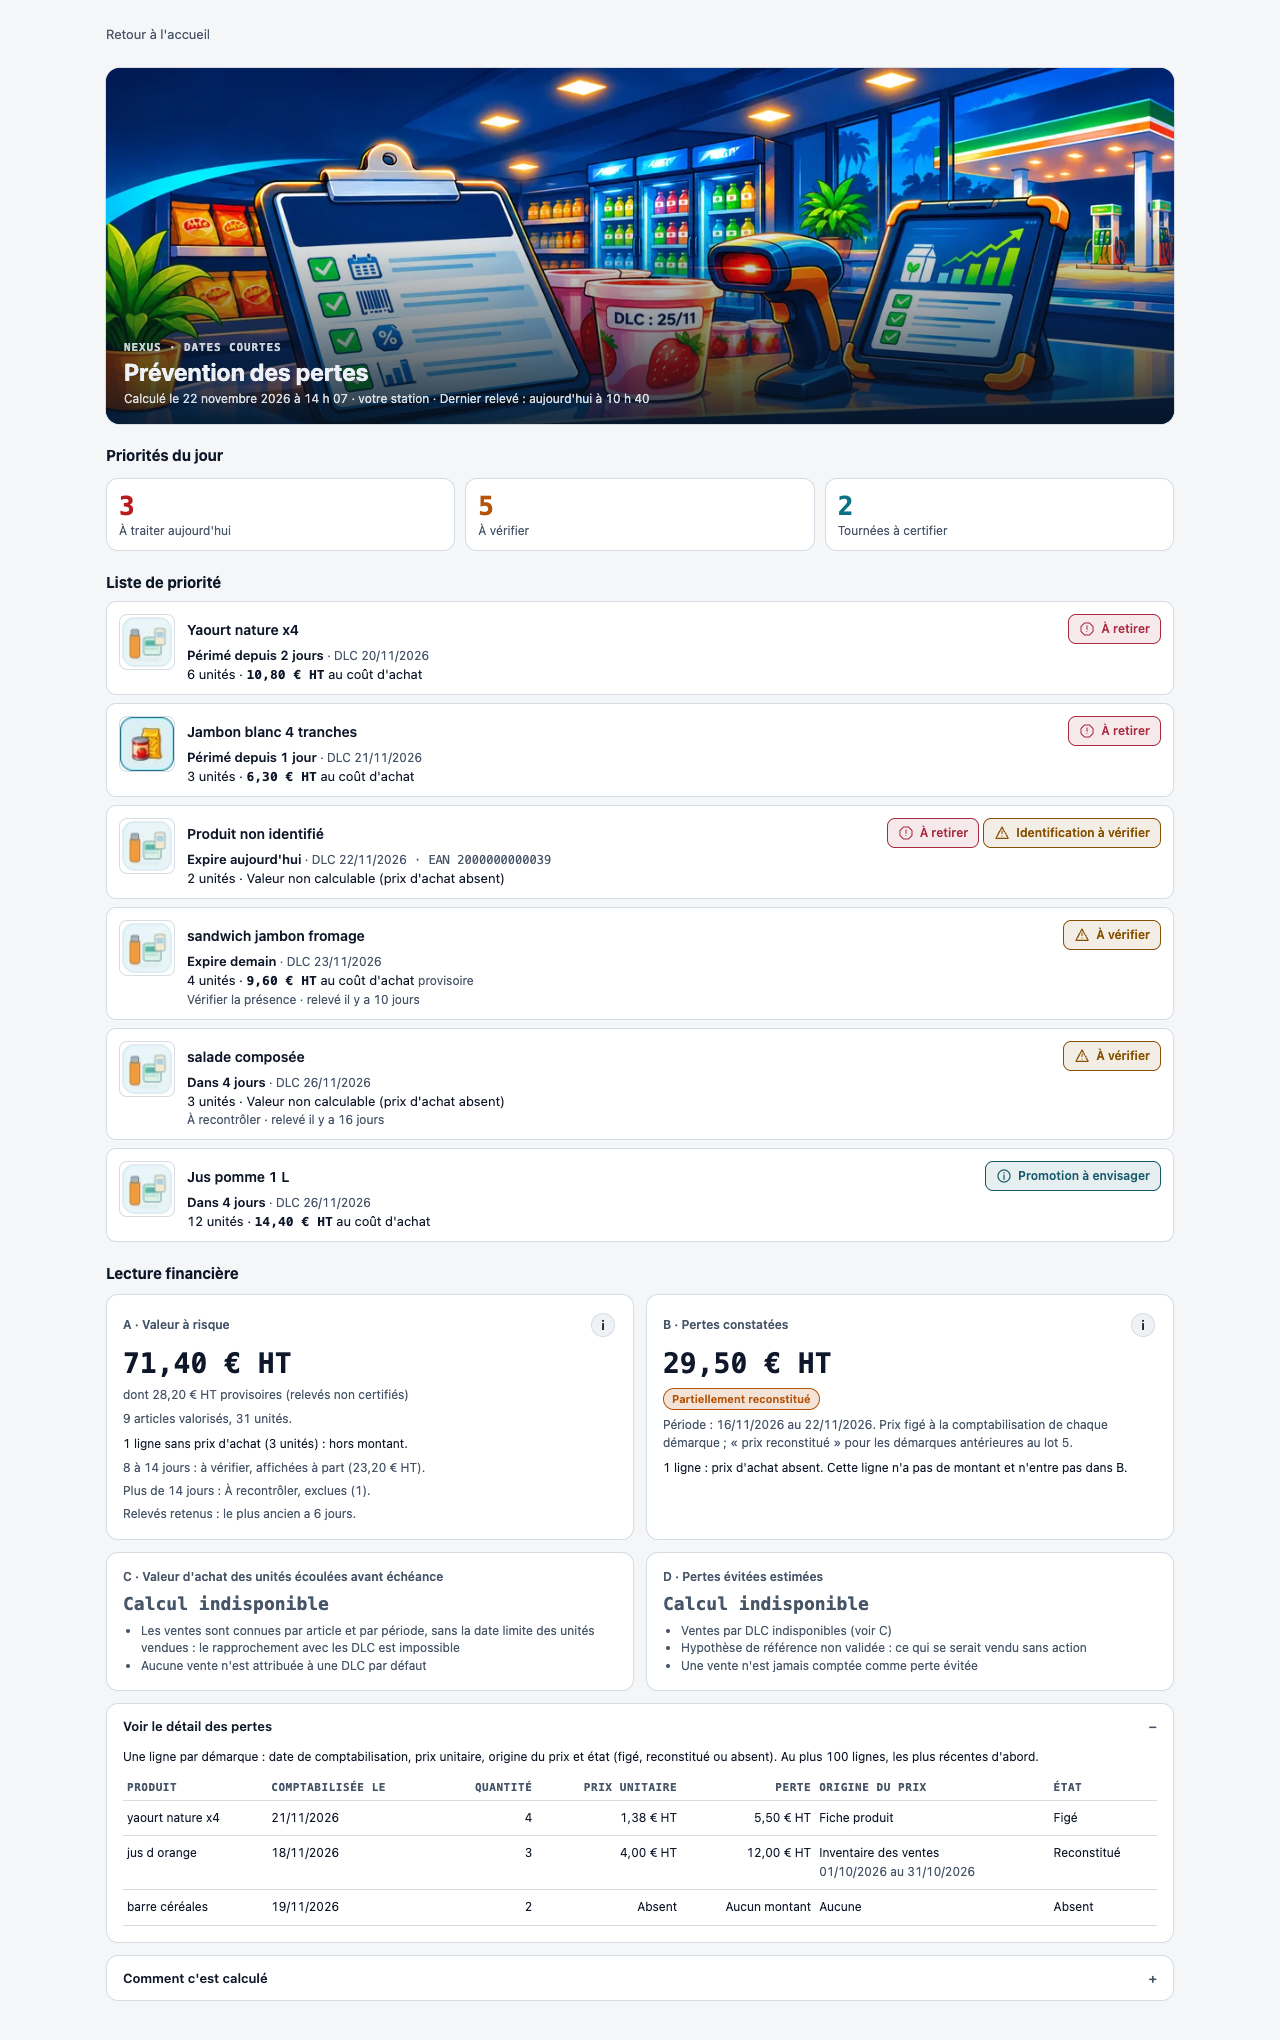 Retour à l'accueil
DLC : 25/11
NEXUS · DATES COURTES
Prévention des pertes
Calculé le 22 novembre 2026 à 14 h 07 · votre station · Dernier relevé : aujourd'hui à 10 h 40
Priorités du jour
3
À traiter aujourd'hui
5
À vérifier
2
Tournées à certifier
Liste de priorité
Yaourt nature x4
À retirer
Périmé depuis 2 jours · DLC 20/11/2026
6 unités · 10,80 € HT au coût d'achat
Jambon blanc 4 tranches
À retirer
Périmé depuis 1 jour · DLC 21/11/2026
3 unités · 6,30 € HT au coût d'achat
Produit non identifié
À retirer
Identification à vérifier
Expire aujourd'hui · DLC 22/11/2026 · EAN 2000000000039
2 unités · Valeur non calculable (prix d'achat absent)
sandwich jambon fromage
À vérifier
Expire demain · DLC 23/11/2026
4 unités · 9,60 € HT au coût d'achat provisoire
Vérifier la présence · relevé il y a 10 jours
salade composée
À vérifier
Dans 4 jours · DLC 26/11/2026
3 unités · Valeur non calculable (prix d'achat absent)
À recontrôler · relevé il y a 16 jours
Jus pomme 1 L
Promotion à envisager
Dans 4 jours · DLC 26/11/2026
12 unités · 14,40 € HT au coût d'achat
Lecture financière
A · Valeur à risque
i
71,40 € HT
dont 28,20 € HT provisoires (relevés non certifiés)
9 articles valorisés, 31 unités.
1 ligne sans prix d'achat (3 unités) : hors montant.
8 à 14 jours : à vérifier, affichées à part (23,20 € HT).
Plus de 14 jours : À recontrôler, exclues (1).
Relevés retenus : le plus ancien a 6 jours.
B · Pertes constatées
i
29,50 € HT
Partiellement reconstitué
Période : 16/11/2026 au 22/11/2026. Prix figé à la comptabilisation de chaque
démarque ; « prix reconstitué » pour les démarques antérieures au lot 5.
1 ligne : prix d'achat absent. Cette ligne n'a pas de montant et n'entre pas dans B.
C · Valeur d'achat des unités écoulées avant échéance
Calcul indisponible
• Les ventes sont connues par article et par période, sans la date limite des unités
vendues : le rapprochement avec les DLC est impossible
• Aucune vente n'est attribuée à une DLC par défaut
D · Pertes évitées estimées
Calcul indisponible
• Ventes par DLC indisponibles (voir C)
• Hypothèse de référence non validée : ce qui se serait vendu sans action
• Une vente n'est jamais comptée comme perte évitée
Voir le détail des pertes −
Une ligne par démarque : date de comptabilisation, prix unitaire, origine du prix et état (figé, reconstitué ou absent). Au plus 100 lignes, les plus récentes d'abord.
PRODUIT COMPTABILISÉE LE QUANTITÉ PRIX UNITAIRE PERTE ORIGINE DU PRIX ÉTAT
yaourt nature x4 21/11/2026 4 1,38 € HT 5,50 € HT Fiche produit Figé
jus d orange 18/11/2026 3 4,00 € HT 12,00 € HT Inventaire des ventes Reconstitué
01/10/2026 au 31/10/2026
barre céréales 19/11/2026 2 Absent Aucun montant Aucune Absent
Comment c'est calculé +